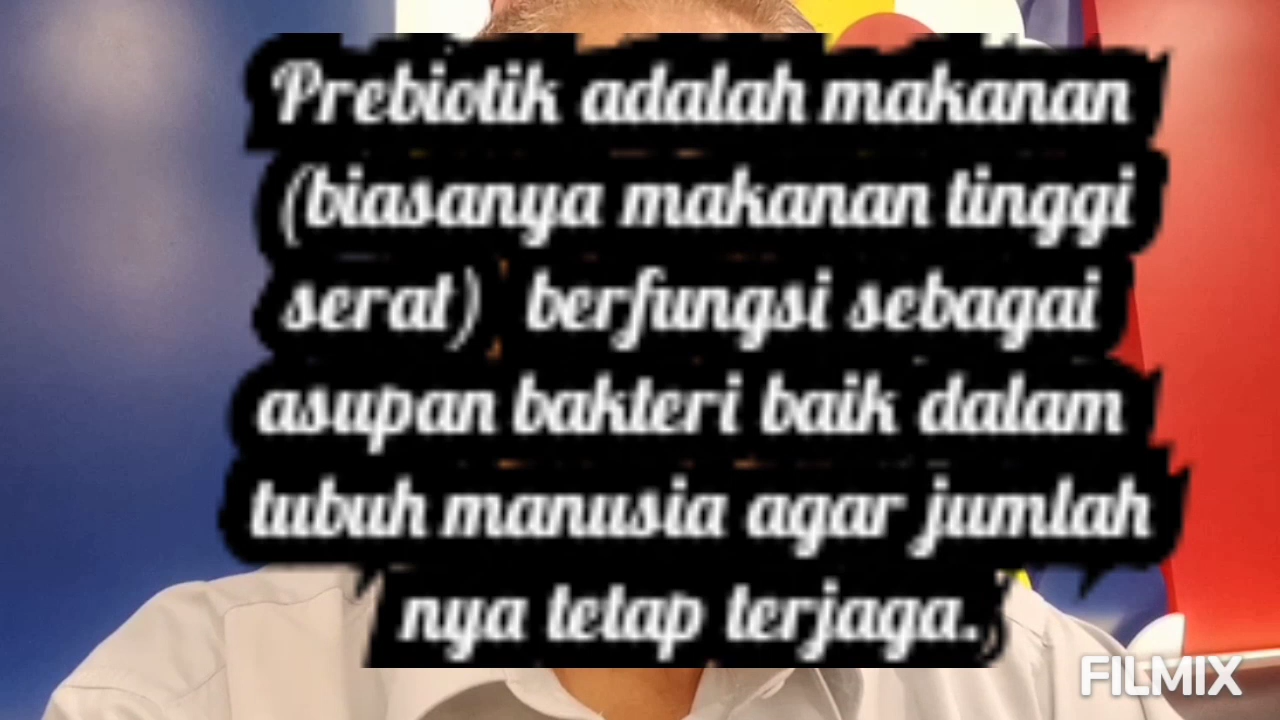 Prebiotik adalah makanan
(biasanya makanan tinggi
serat) berfungsi sebagai
asupan bakteri baik dalam
tubuh manusia agar jumlah
nya tetap terjaga.
FILMIX